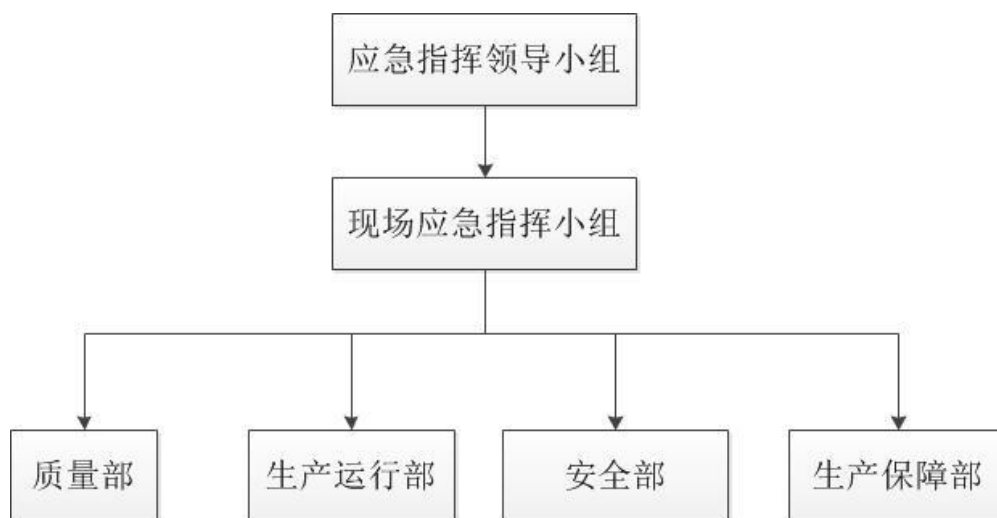 应急指挥领导小组
现场应急指挥小组
质量部
生产运行部
安全部
生产保障部